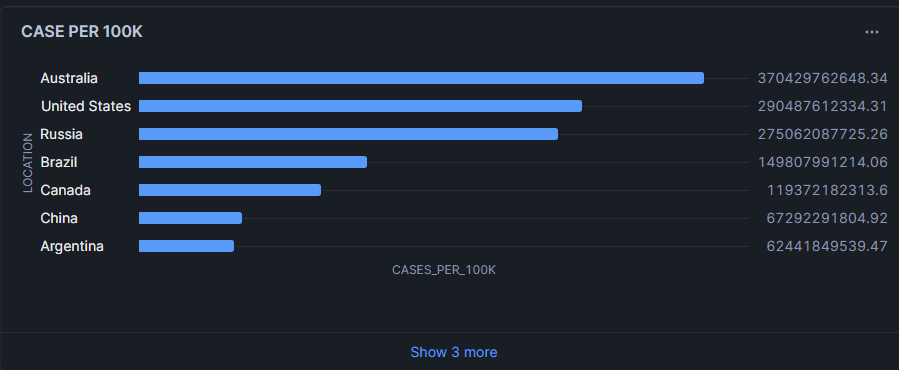 CASE PER 100K
LOCATION
Australia 370429762648.34
United States 290487612334.31
Russia 275062087725.26
Brazil 149807991214.06
Canada 119372182313.6
China 67292291804.92
Argentina 62441849539.47
CASES_PER_100K
Show 3 more